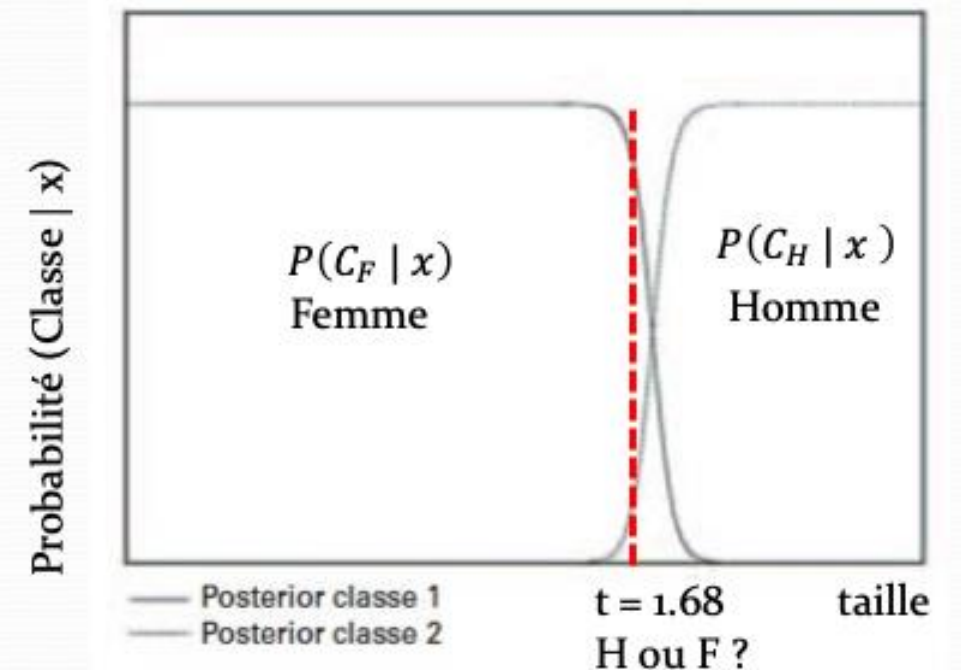 Probabilité (Classe | x)
P(C_F | x)
Femme
P(C_H | x )
Homme
Posterior classe 1
Posterior classe 2
t = 1.68
taille
H ou F ?